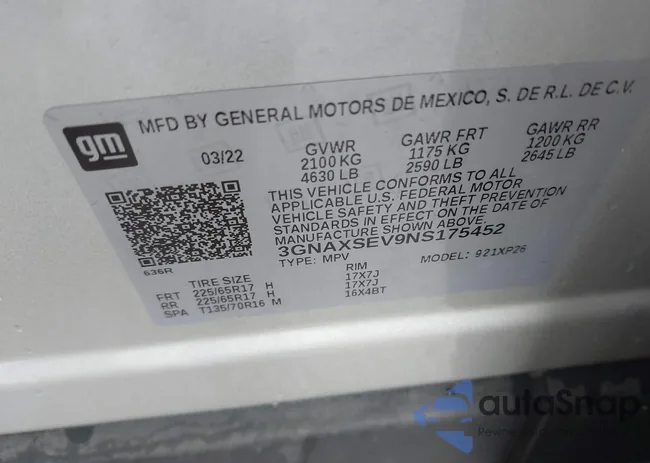 gm
MFD BY GENERAL MOTORS DE MEXICO, S. DE R.L. DE C.V.
03/22 GVWR GAWR FRT GAWR RR
2100 KG 1175 KG 1200 KG
4630 LB 2590 LB 2645 LB
THIS VEHICLE CONFORMS TO ALL
APPLICABLE U.S. FEDERAL MOTOR
VEHICLE SAFETY AND THEFT PREVENTION
STANDARDS IN EFFECT ON THE DATE OF
MANUFACTURE SHOWN ABOVE.
3GNAXSEV9NS175452
TYPE: MPV MODEL: 921XP26
636R
TIRE SIZE RIM
FRT 225/65R17 H 17X7J
RR 225/65R17 H 17X7J
SPA T135/70R16 M 16X4BT
autoSnap